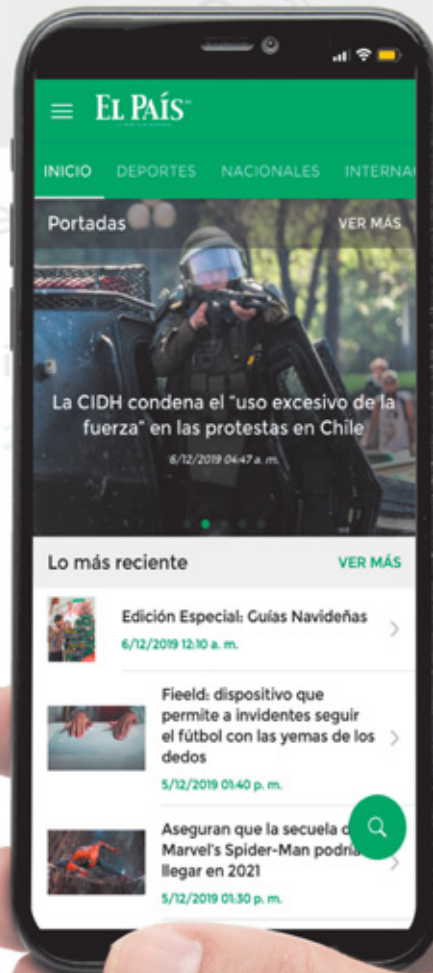 EL PAÍS
INICIO DEPORTES NACIONALES INTERNA
Portadas VER MÁS
La CIDH condena el "uso excesivo de la
fuerza" en las protestas en Chile
6/12/2019 04:47 a. m.
Lo más reciente VER MÁS
Edición Especial: Guías Navideñas
6/12/2019 12:10 a. m.
Fieeld: dispositivo que
permite a invidentes seguir
el fútbol con las yemas de los
dedos
5/12/2019 01:40 p. m.
Aseguran que la secuela
Marvel's Spider-Man podría
llegar en 2021
5/12/2019 01:30 p. m.